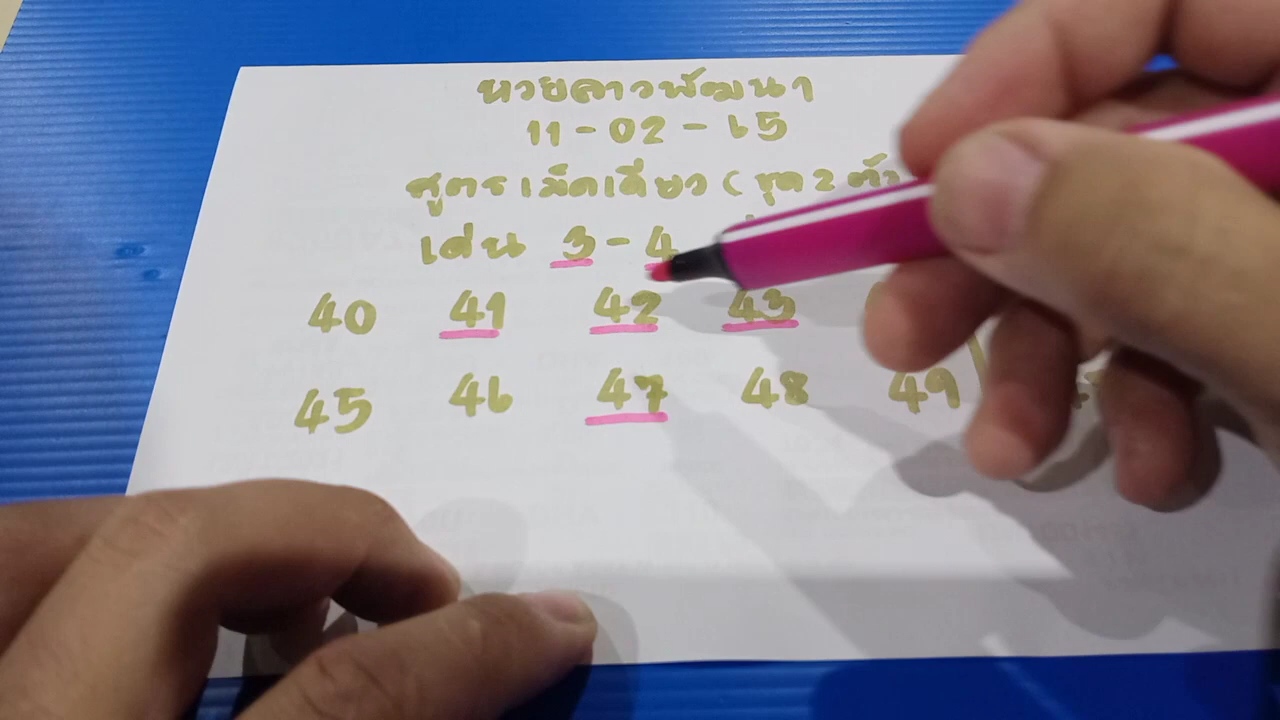 หวยลาวพัฒนา
11-02-65
สูตรเม็ดเดียว (ชุด 2 ตัว
เด่น 3-4
40 41 42 43
45 46 47 48 49